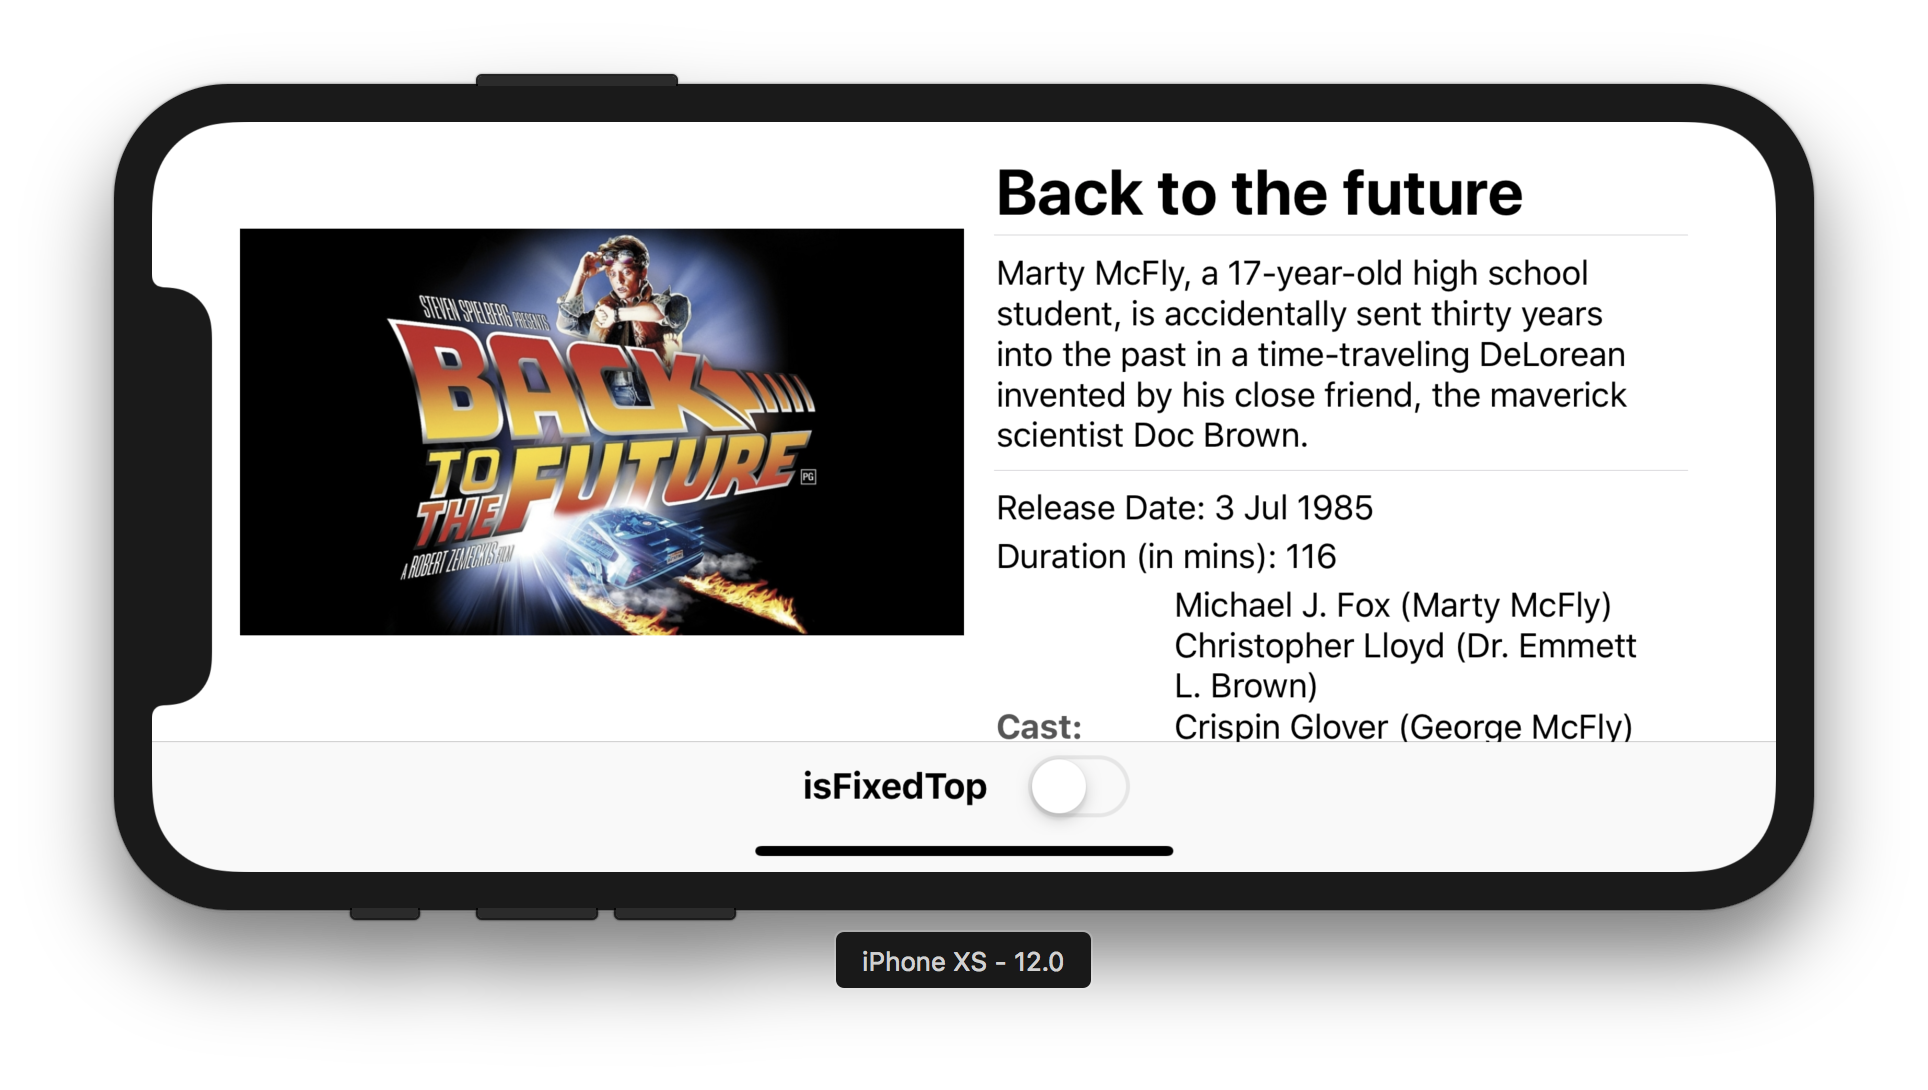 STEVEN SPIELBERG PRESENTS
BACK
TO
THE FUTURE
PG
A ROBERT ZEMECKIS FILM
Back to the future
Marty McFly, a 17-year-old high school
student, is accidentally sent thirty years
into the past in a time-traveling DeLorean
invented by his close friend, the maverick
scientist Doc Brown.
Release Date: 3 Jul 1985
Duration (in mins): 116
Michael J. Fox (Marty McFly)
Christopher Lloyd (Dr. Emmett
L. Brown)
Cast: Crispin Glover (George McFly)
isFixedTop
iPhone XS - 12.0